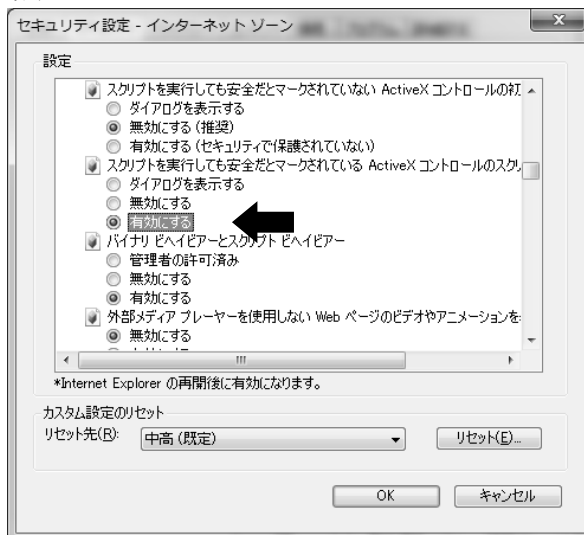 セキュリティ設定 - インターネット ゾーン
設定
スクリプトを実行しても安全だとマークされていない ActiveX コントロールの初
ダイアログを表示する
無効にする (推奨)
有効にする (セキュリティで保護されていない)
スクリプトを実行しても安全だとマークされている ActiveX コントロールのスク
ダイアログを表示する
無効にする
有効にする
バイナリ ビヘイビアーとスクリプト ビヘイビアー
管理者の許可済み
無効にする
有効にする
外部メディア プレーヤーを使用しない Web ページのビデオやアニメーションを
無効にする
*Internet Explorer の再開後に有効になります。
カスタム設定のリセット
リセット先(R): 中高 (既定) リセット(E)...
OK キャンセル